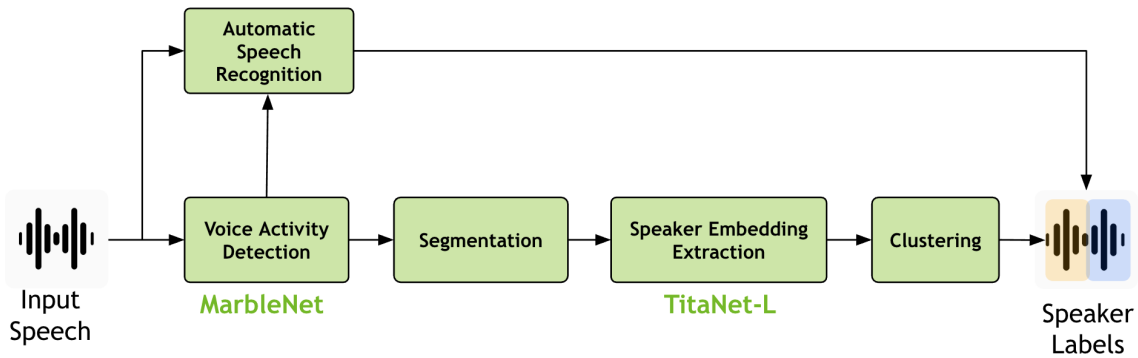 Automatic
Speech
Recognition
Voice Activity
Detection
Segmentation
Speaker Embedding
Extraction
Clustering
MarbleNet
TitaNet-L
Input
Speech
Speaker
Labels